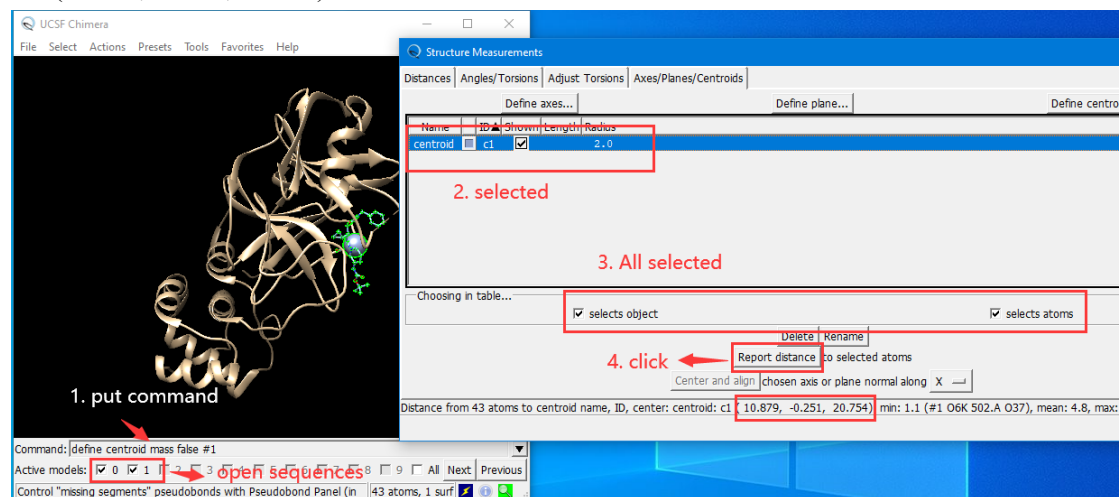 UCSF Chimera
File Select Actions Presets Tools Favorites Help
Structure Measurements
Distances Angles/Torsions Adjust Torsions Axes/Planes/Centroids
Define axes... Define plane... Define centro
Name ID Shown Length Radius
centroid c1 2.0
2. selected
3. All selected
Choosing in table...
selects object selects atoms
Delete Rename
4. click Report distance to selected atoms
Center and align chosen axis or plane normal along X
Distance from 43 atoms to centroid name, ID, center: centroid: c1 ( 10.879, -0.251, 20.754) min: 1.1 (#1 O6K 502.A O37), mean: 4.8, max:
1. put command
Command: define centroid mass false #1
Active models: 0 1 2 3 4 5 6 7 8 9 All Next Previous
open sequences
Control "missing segments" pseudobonds with Pseudobond Panel (in 43 atoms, 1 surf